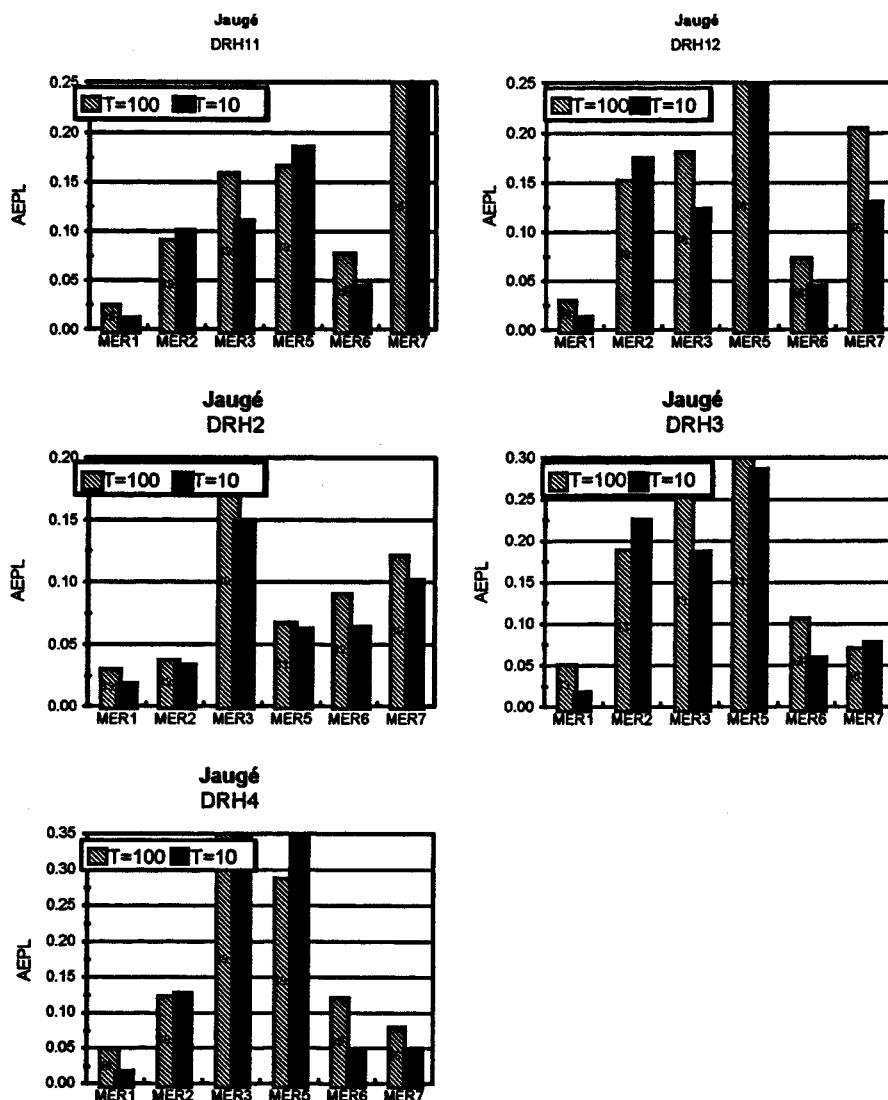 Jaugé
DRH11
0.25
0.20
0.15
0.10
0.05
0.00
AEPL
T=100 T=10
MER1 MER2 MER3 MER5 MER6 MER7
Jaugé
DRH12
0.25
0.20
0.15
0.10
0.05
0.00
AEPL
T=100 T=10
MER1 MER2 MER3 MER5 MER6 MER7
Jaugé
DRH2
0.20
0.15
0.10
0.05
0.00
AEPL
T=100 T=10
MER1 MER2 MER3 MER5 MER6 MER7
Jaugé
DRH3
0.30
0.25
0.20
0.15
0.10
0.05
0.00
AEPL
T=100 T=10
MER1 MER2 MER3 MER5 MER6 MER7
Jaugé
DRH4
0.35
0.30
0.25
0.20
0.15
0.10
0.05
0.00
AEPL
T=100 T=10
MER1 MER2 MER3 MER5 MER6 MER7